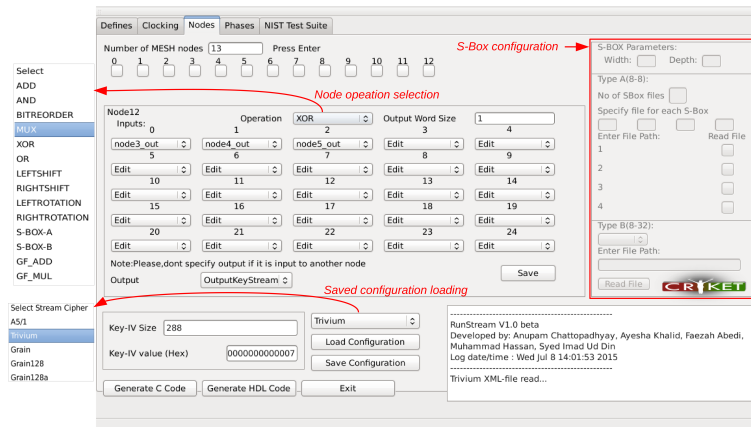 Defines Clocking Nodes Phases NIST Test Suite
Number of MESH nodes 13 Press Enter
0 1 2 3 4 5 6 7 8 9 10 11 12
S-Box configuration
Node opeation selection
Select
ADD
AND
BITREORDER
MUX
XOR
OR
LEFTSHIFT
RIGHTSHIFT
LEFTROTATION
RIGHTROTATION
S-BOX-A
S-BOX-B
GF_ADD
GF_MUL
Node12
Operation XOR Output Word Size 1
Inputs:
0 1 2 3 4
node3_out node4_out node5_out Edit Edit
5 6 7 8 9
Edit Edit Edit Edit Edit
10 11 12 13 14
Edit Edit Edit Edit Edit
15 16 17 18 19
Edit Edit Edit Edit Edit
20 21 22 23 24
Edit Edit Edit Edit Edit
Note:Please,dont specify output if it is input to another node
Output OutputKeyStream Save
S-BOX Parameters:
Width: Depth:
Type A(8-8):
No of SBox files
Specify file for each S-Box
Enter File Path: Read File
1
2
3
4
Type B(8-32):
Enter File Path:
Read File CRYKET
Saved configuration loading
Select Stream Cipher
A5/1
Trivium
Grain
Grain128
Grain128a
Key-IV Size 288
Key-IV value (Hex) 0000000000007
Trivium
Load Configuration
Save Configuration
Generate C Code Generate HDL Code Exit
--------------------------------------------------
RunStream V1.0 beta
Developed by: Anupam Chattopadhyay, Ayesha Khalid, Faezah Abedi,
Muhammad Hassan, Syed Imad Ud Din
Log date/time : Wed Jul 8 14:01:53 2015
--------------------------------------------------
Trivium XML-file read...